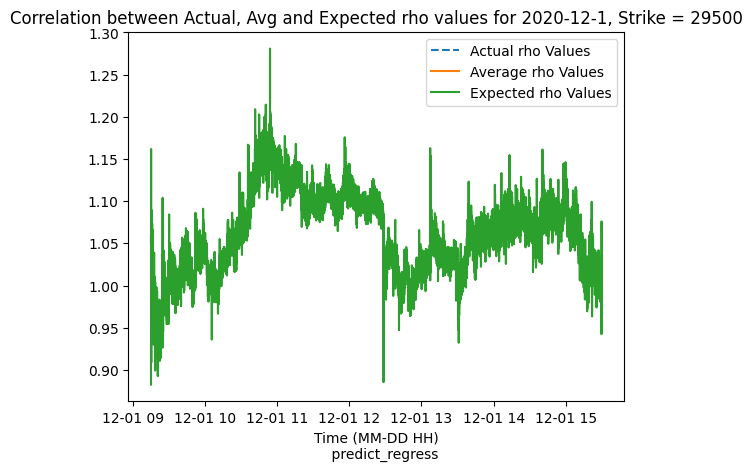 Correlation between Actual, Avg and Expected rho values for 2020-12-1, Strike = 29500
1.30
1.25
1.20
1.15
1.10
1.05
1.00
0.95
0.90
Actual rho Values
Average rho Values
Expected rho Values
12-01 09 12-01 10 12-01 11 12-01 12 12-01 13 12-01 14 12-01 15
Time (MM-DD HH)
predict_regress